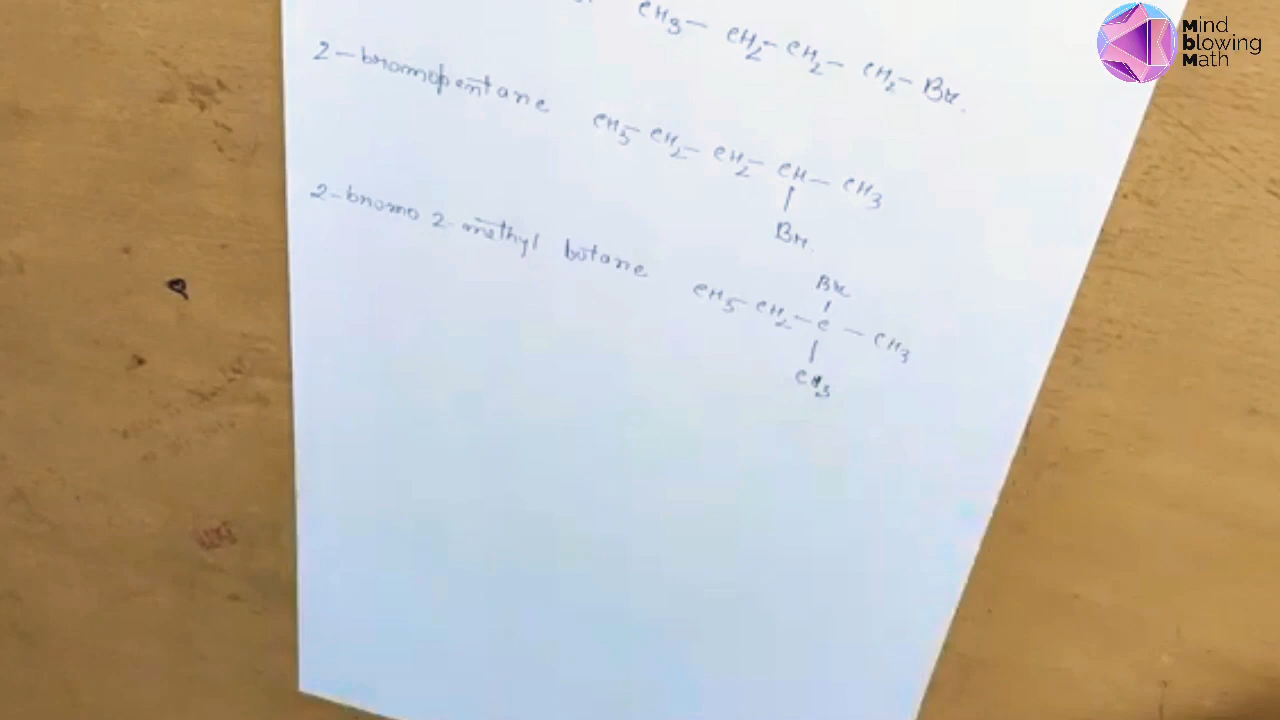 CH3 - CH2 - CH2 - CH2 - Br.
2-bromopentane CH3 - CH2 - CH2 - CH - CH3
|
Br.
2-bromo 2-methyl butane
Br
|
CH3 - CH2 - C - CH3
|
CH3
Mind
blowing
Math